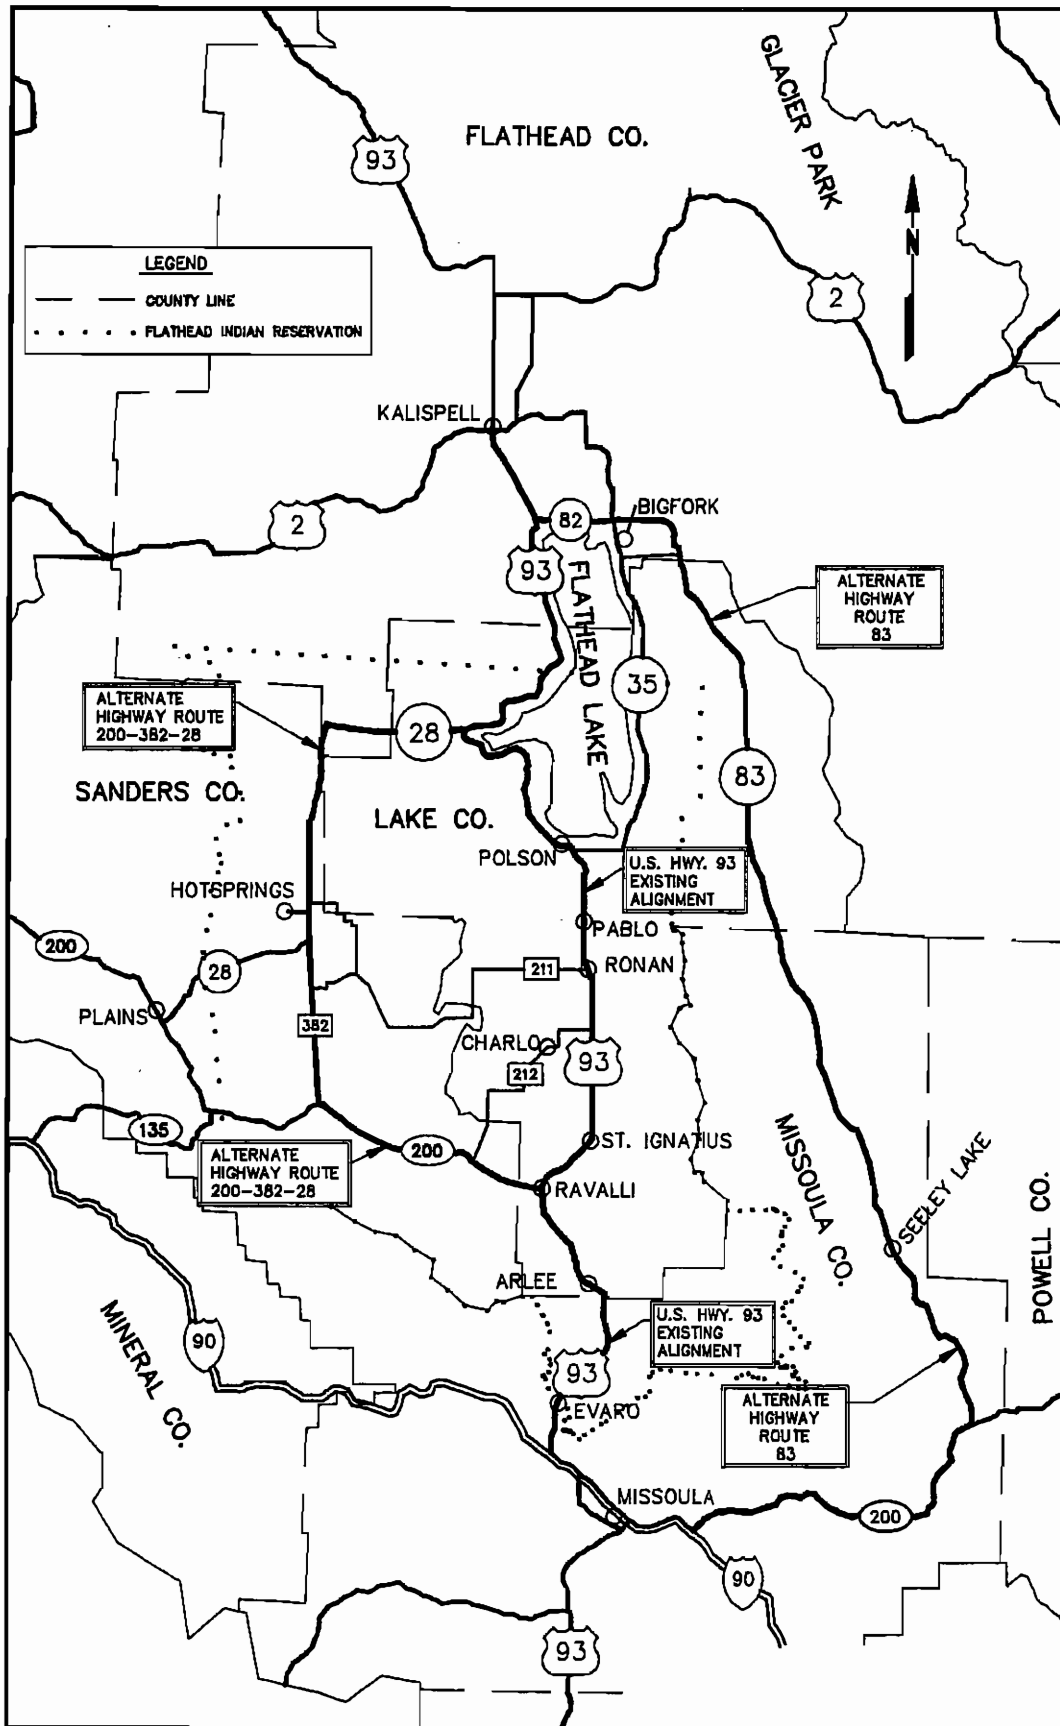 GLACIER PARK
FLATHEAD CO.
93
N
LEGEND
COUNTY LINE
FLATHEAD INDIAN RESERVATION
2
KALISPELL
2
82
BIGFORK
93
FLATHEAD LAKE
ALTERNATE
HIGHWAY
ROUTE
83
35
ALTERNATE
HIGHWAY ROUTE
200-382-28
28
83
SANDERS CO.
LAKE CO.
POLSON
U.S. HWY. 93
EXISTING
ALIGNMENT
HOTSPRINGS
PABLO
200
28
211
RONAN
PLAINS
382
CHARLO
93
212
135
ALTERNATE
HIGHWAY ROUTE
200-382-28
200
ST. IGNATIUS
MISSOULA CO.
SEELEY LAKE
RAVALLI
POWELL CO.
ARLEE
U.S. HWY. 93
EXISTING
ALIGNMENT
MINERAL CO.
90
93
EVARO
ALTERNATE
HIGHWAY
ROUTE
83
MISSOULA
200
90
93